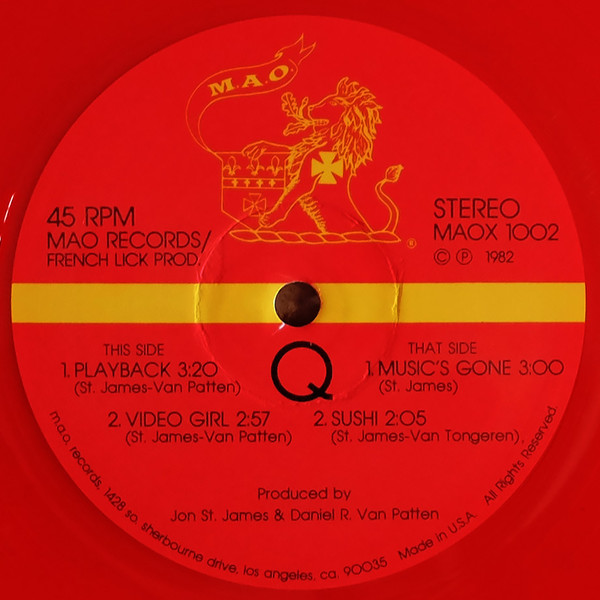 M.A.O.
®
45 RPM
MAO RECORDS/
FRENCH LICK PROD.
STEREO
MAOX 1002
© ℗ 1982
Q
THIS SIDE
1. PLAYBACK 3:20
(St. James-Van Patten)
2. VIDEO GIRL 2:57
(St. James-Van Patten)
THAT SIDE
1. MUSIC'S GONE 3:00
(St. James)
2. SUSHI 2:05
(St. James-Van Tongeren)
Produced by
Jon St. James & Daniel R. Van Patten
m.a.o. records, 1428 so. sherbourne drive, los angeles, ca. 90035 Made in U.S.A. All Rights Reserved.